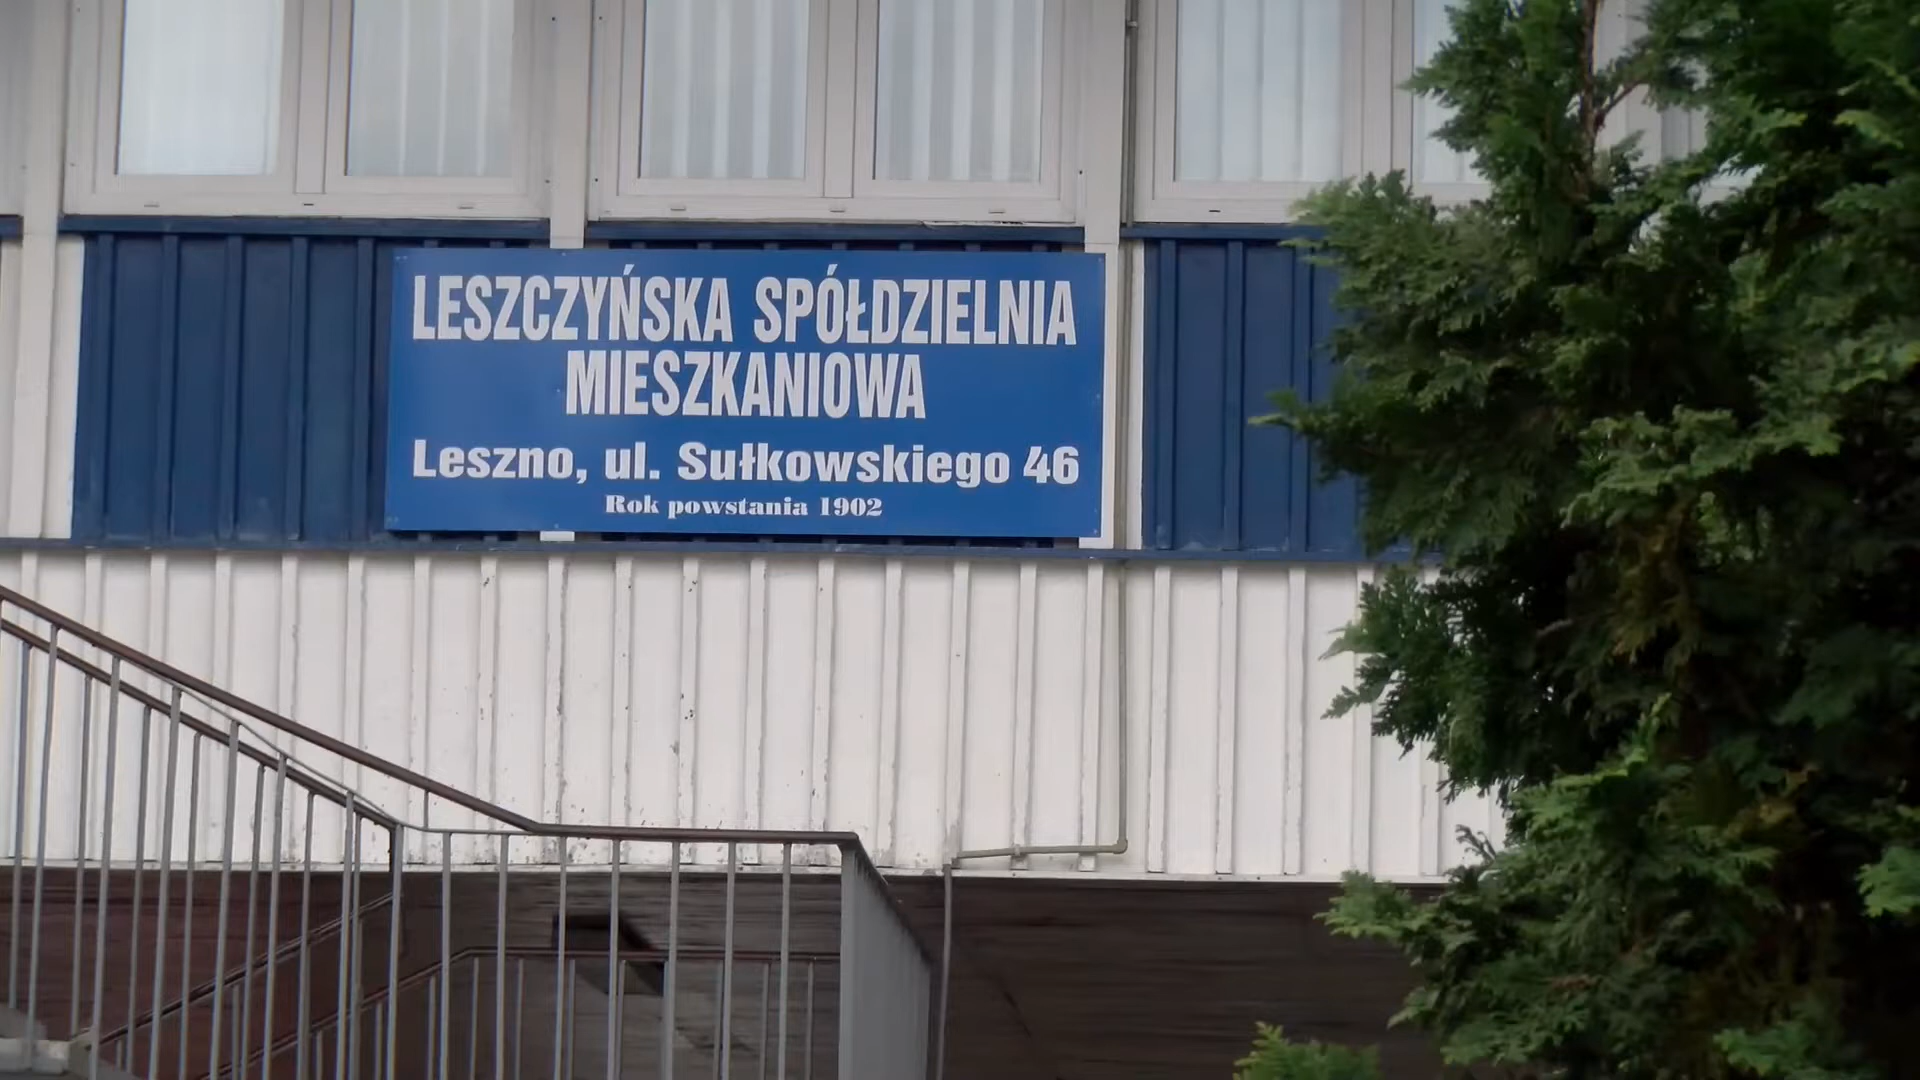 LESZCZYŃSKA SPÓŁDZIELNIA
MIESZKANIOWA
Leszno, ul. Sułkowskiego 46
Rok powstania 1902